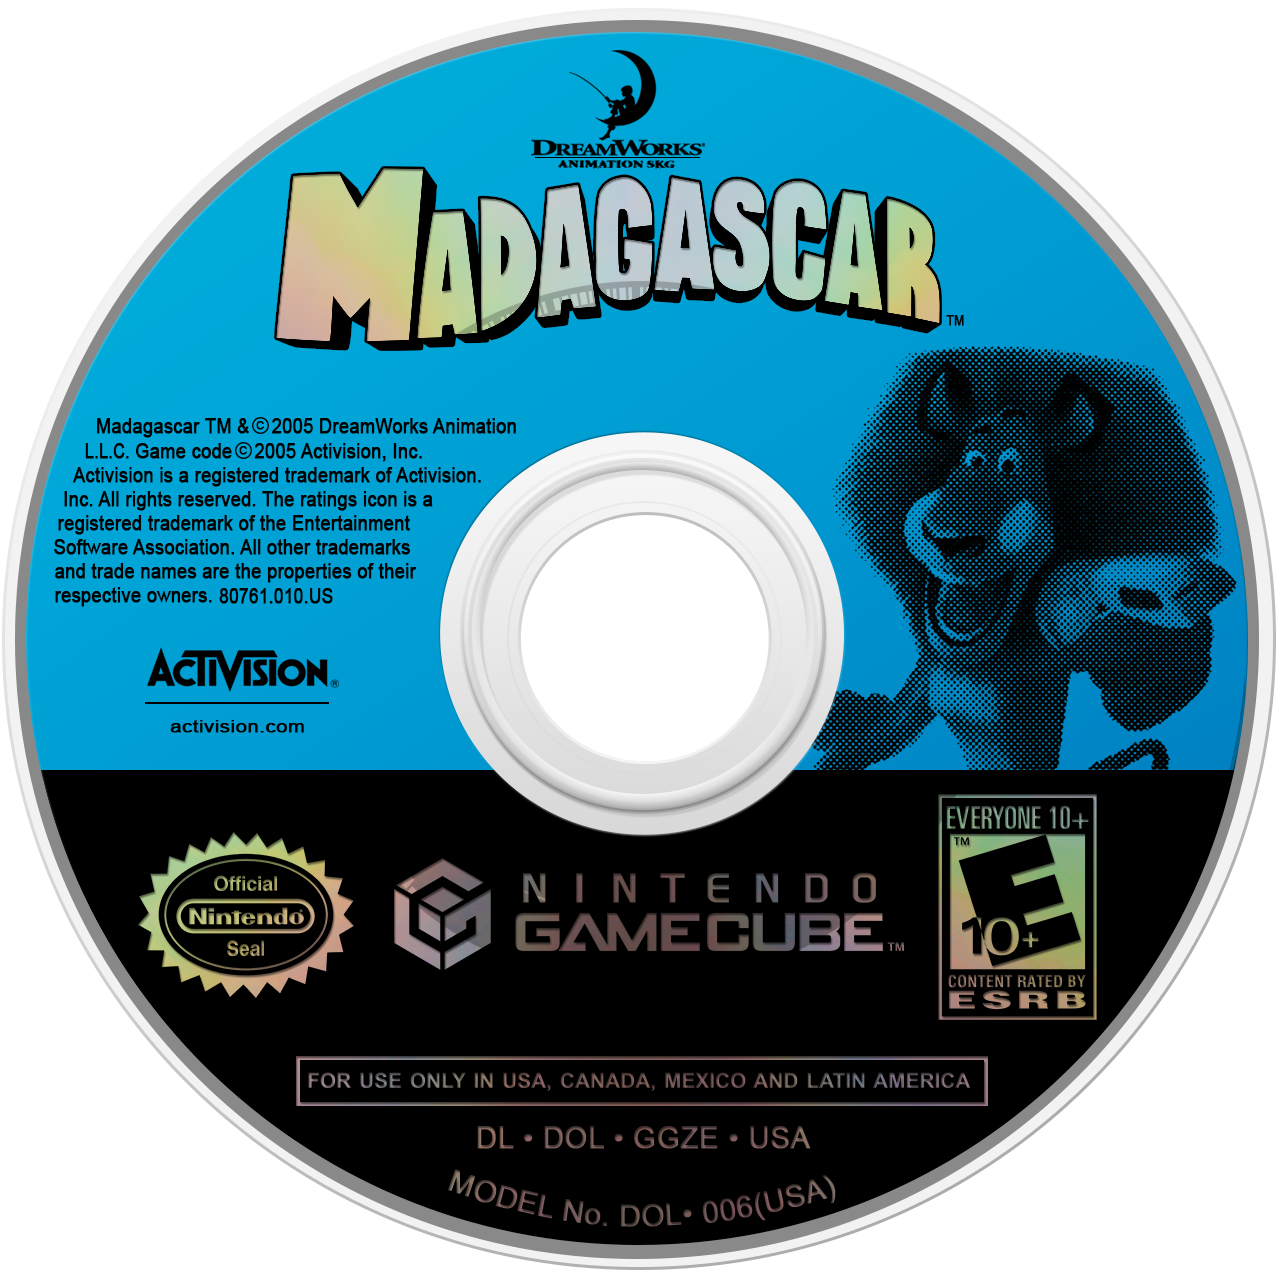 DREAMWORKS®
ANIMATION SKG
MADAGASCAR™
Madagascar TM & ©2005 DreamWorks Animation
L.L.C. Game code ©2005 Activision, Inc.
Activision is a registered trademark of Activision.
Inc. All rights reserved. The ratings icon is a
registered trademark of the Entertainment
Software Association. All other trademarks
and trade names are the properties of their
respective owners. 80761.010.US
ACTIVISION®
activision.com
Official
Nintendo®
Seal
NINTENDO
GAMECUBE™
EVERYONE 10+
™
E
10+
CONTENT RATED BY
ESRB
FOR USE ONLY IN USA, CANADA, MEXICO AND LATIN AMERICA
DL • DOL • GGZE • USA
MODEL No. DOL• 006(USA)